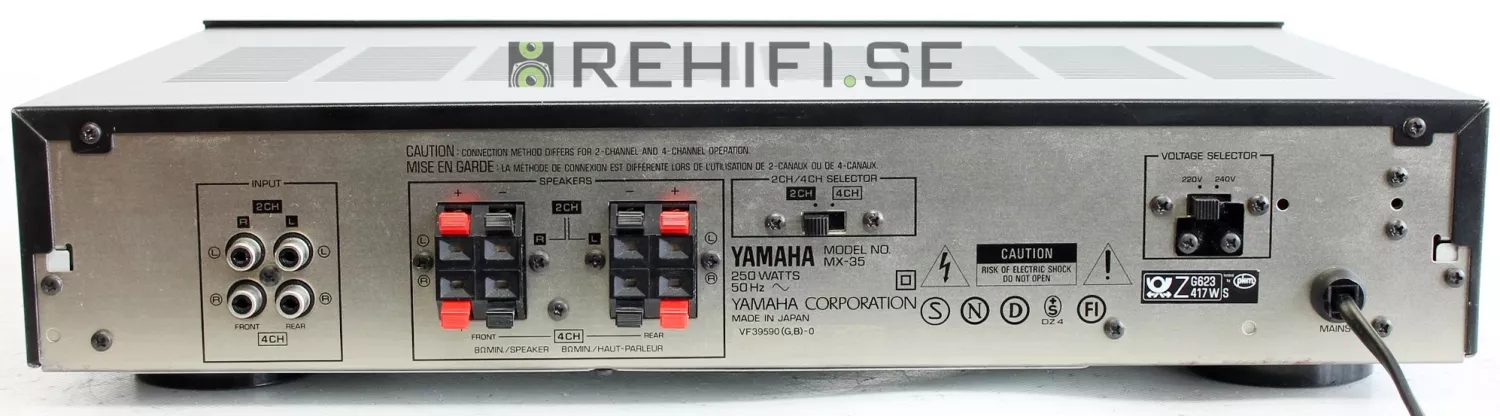 REHIFI.SE
CAUTION : CONNECTION METHOD DIFFERS FOR 2-CHANNEL AND 4-CHANNEL OPERATION.
MISE EN GARDE : LA MÉTHODE DE CONNEXION EST DIFFÉRENTE LORS DE L'UTILISATION DE 2-CANAUX OU DE 4-CANAUX.
INPUT
2CH
R L
L L
R R
FRONT REAR
4CH
SPEAKERS
+ − − +
2CH
R L
L L
R R
FRONT 4CH REAR
8ΩMIN./SPEAKER 8ΩMIN./HAUT-PARLEUR
2CH/4CH SELECTOR
2CH 4CH
YAMAHA MODEL NO. MX-35
250 WATTS
50 Hz ~
YAMAHA CORPORATION
MADE IN JAPAN
VF39590 (G,B)-0
CAUTION
RISK OF ELECTRIC SHOCK
DO NOT OPEN
S N D +S FI
DZ 4
VOLTAGE SELECTOR
220V 240V
Z G623
417W S
MAINS